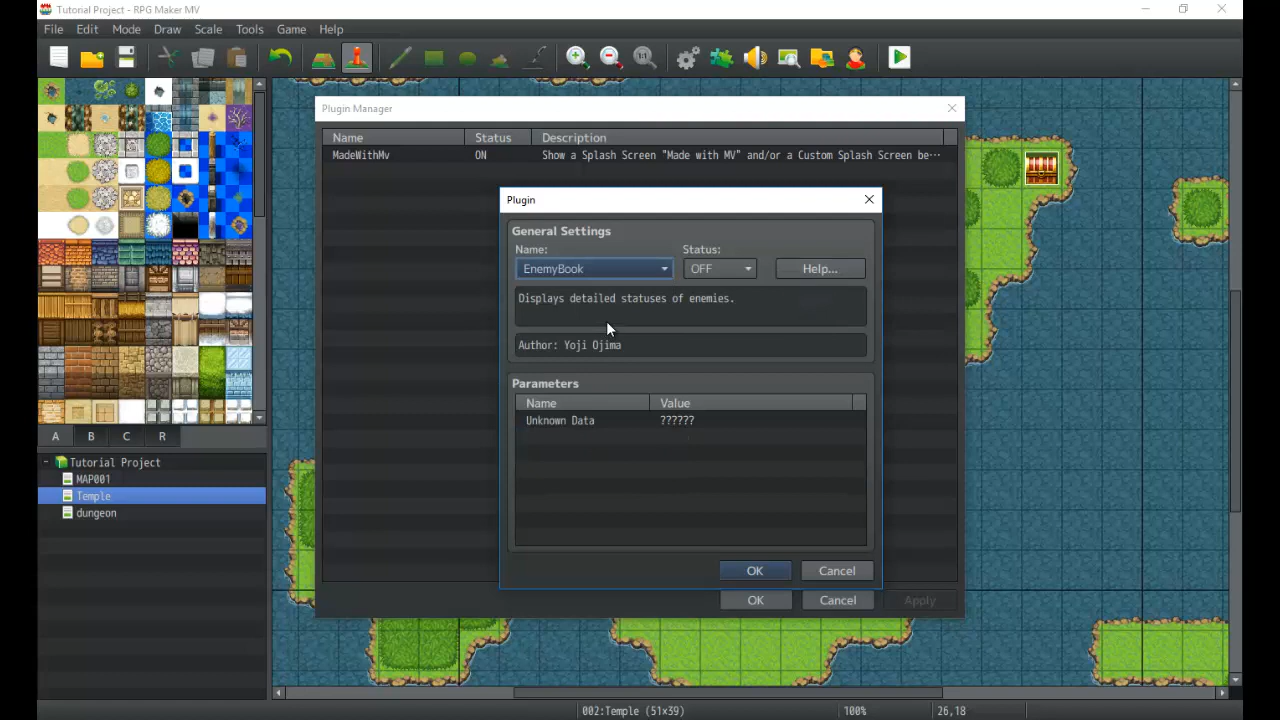 Tutorial Project - RPG Maker MV
File Edit Mode Draw Scale Tools Game Help
1:1
Plugin Manager
Name Status Description
MadeWithMv ON Show a Splash Screen "Made with MV" and/or a Custom Splash Screen be···
Plugin
General Settings
Name: Status:
EnemyBook OFF Help...
Displays detailed statuses of enemies.
Author: Yoji Ojima
Parameters
Name Value
Unknown Data ??????
OK Cancel
OK Cancel Apply
A B C R
Tutorial Project
MAP001
Temple
dungeon
002:Temple (51x39) 100% 26,18